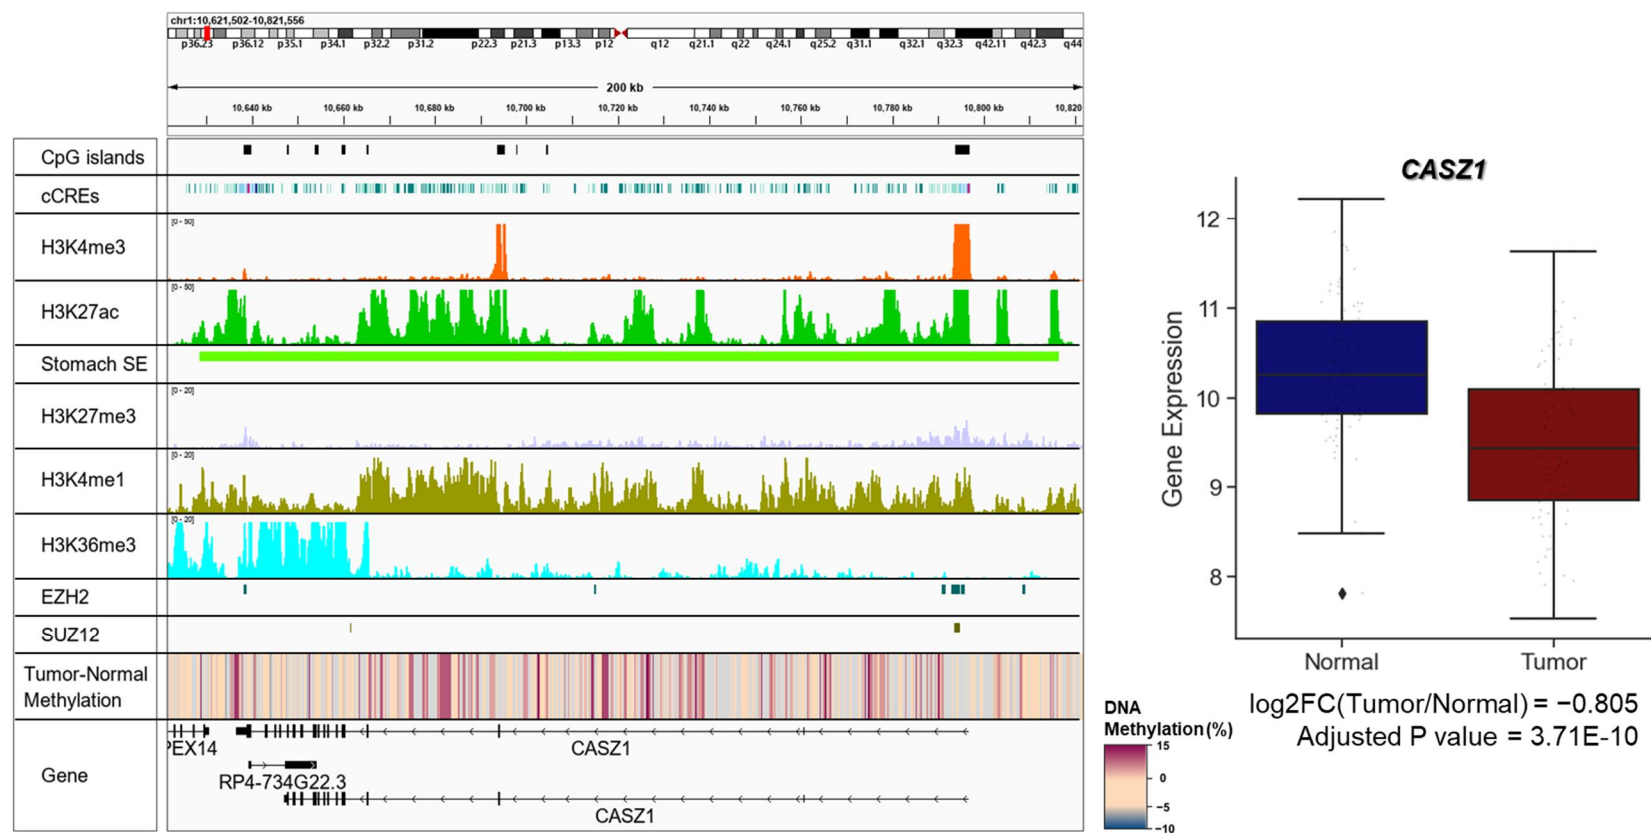 chr1:10,621,502-10,821,556
p36.23 p36.12 p35.1 p34.1 p32.2 p31.2 p22.3 p21.3 p13.3 p12 q12 q21.1 q22 q24.1 q25.2 q31.1 q32.1 q32.3 q42.11 q42.3 q44
200 kb
10,640 kb 10,660 kb 10,680 kb 10,700 kb 10,720 kb 10,740 kb 10,760 kb 10,780 kb 10,800 kb 10,820
CpG islands
cCREs
H3K4me3
[0 - 50]
H3K27ac
[0 - 50]
Stomach SE
H3K27me3
[0 - 20]
H3K4me1
[0 - 20]
H3K36me3
[0 - 20]
EZH2
SUZ12
Tumor-Normal
Methylation
Gene
PEX14
CASZ1
RP4-734G22.3
CASZ1
DNA
Methylation(%)
15
0
−5
−10
CASZ1
Gene Expression
12
11
10
9
8
Normal
Tumor
log2FC(Tumor/Normal) = −0.805
Adjusted P value = 3.71E-10